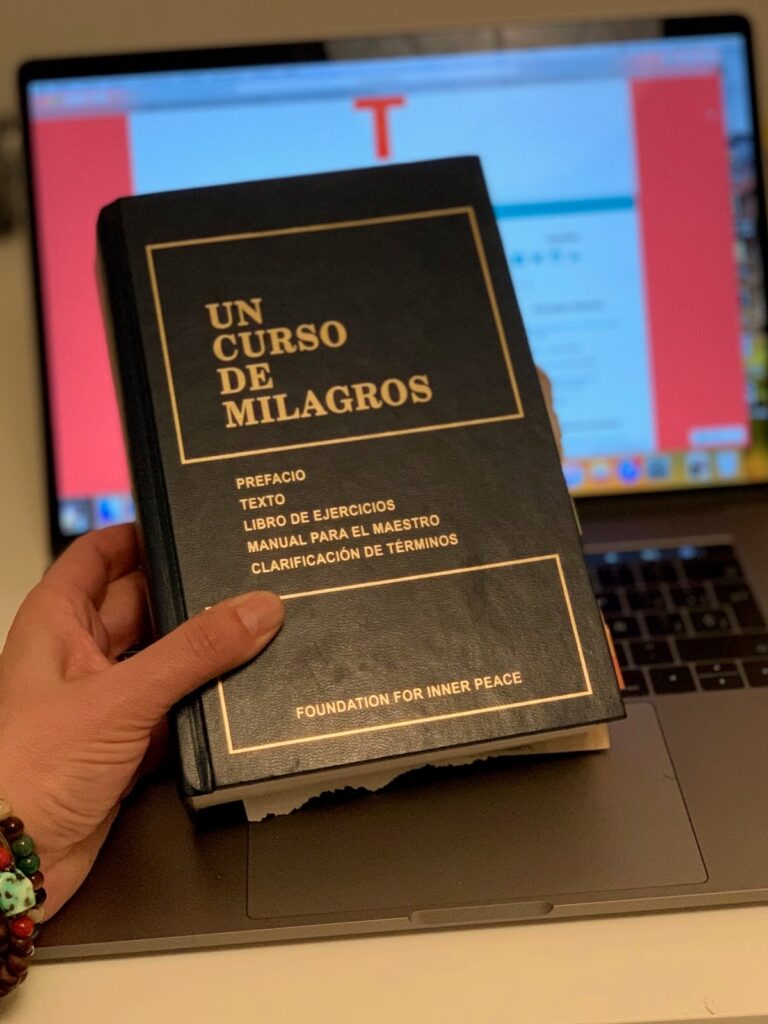 T
UN
CURSO
DE
MILAGROS
PREFACIO
TEXTO
LIBRO DE EJERCICIOS
MANUAL PARA EL MAESTRO
CLARIFICACIÓN DE TÉRMINOS
FOUNDATION FOR INNER PEACE